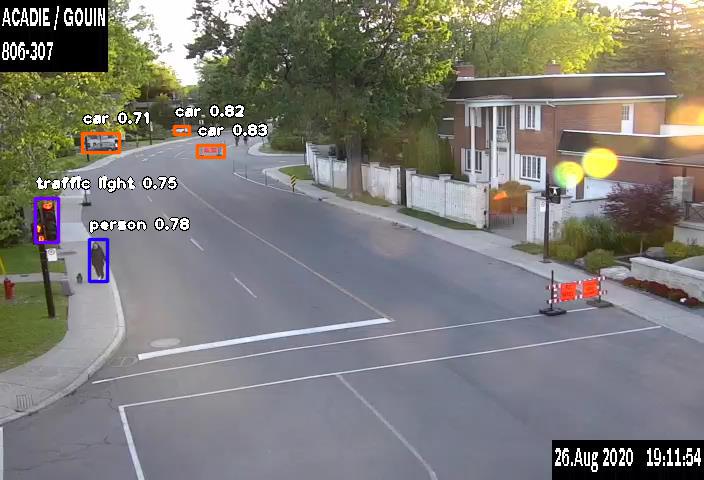 ACADIE / GOUIN
806-307
car 0.71
car 0.82
car 0.83
traffic light 0.75
person 0.78
26.Aug 2020 19:11:54